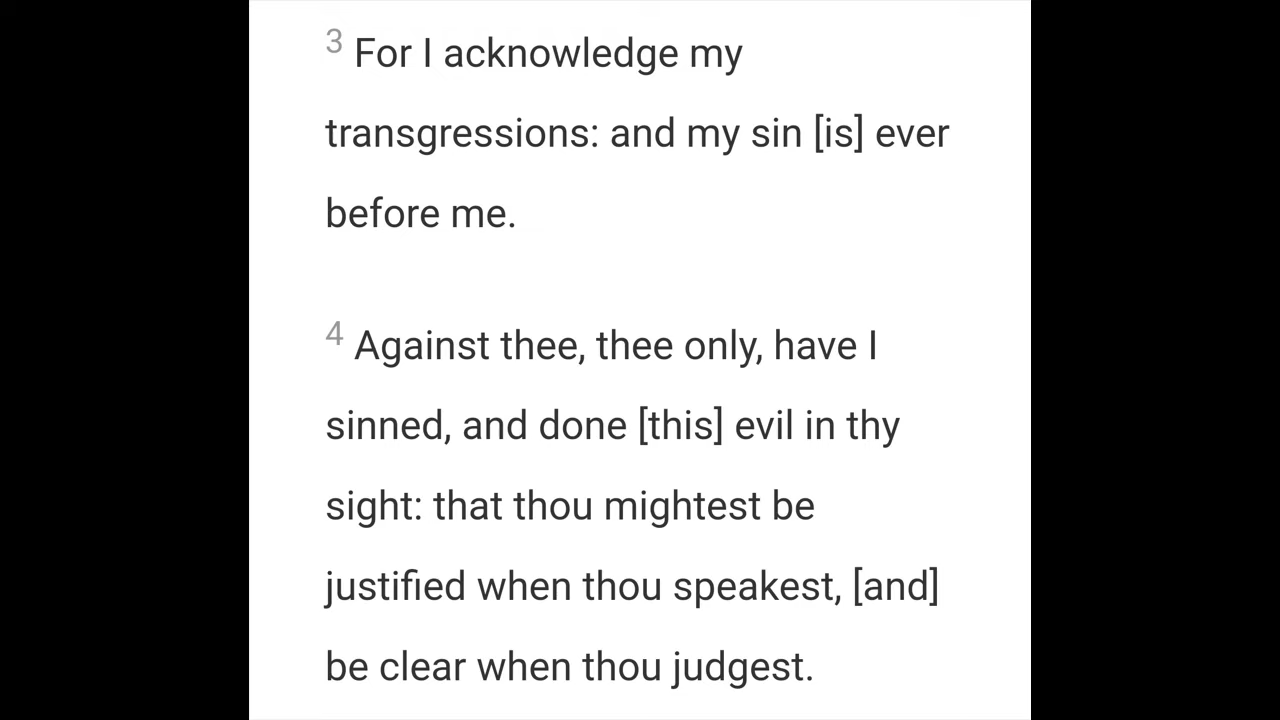 3 For I acknowledge my
transgressions: and my sin [is] ever
before me.
4 Against thee, thee only, have I
sinned, and done [this] evil in thy
sight: that thou mightest be
justified when thou speakest, [and]
be clear when thou judgest.